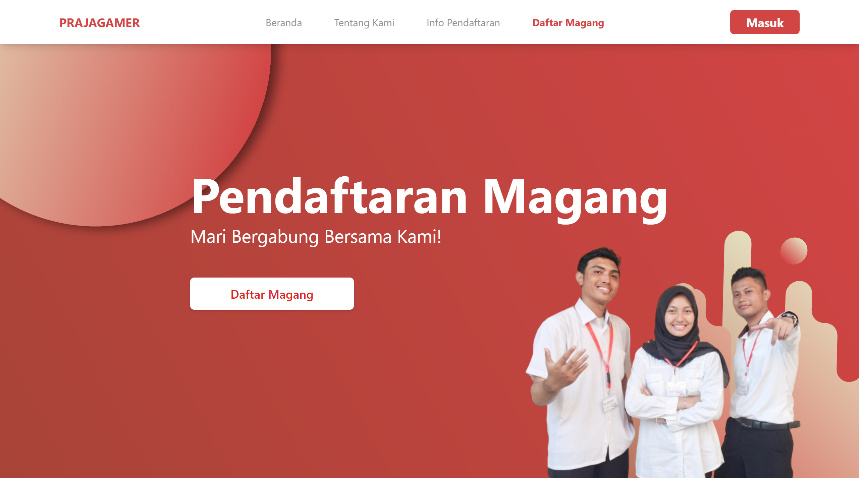 PRAJAGAMER
Beranda
Tentang Kami
Info Pendaftaran
Daftar Magang
Masuk
Pendaftaran Magang
Mari Bergabung Bersama Kami!
Daftar Magang